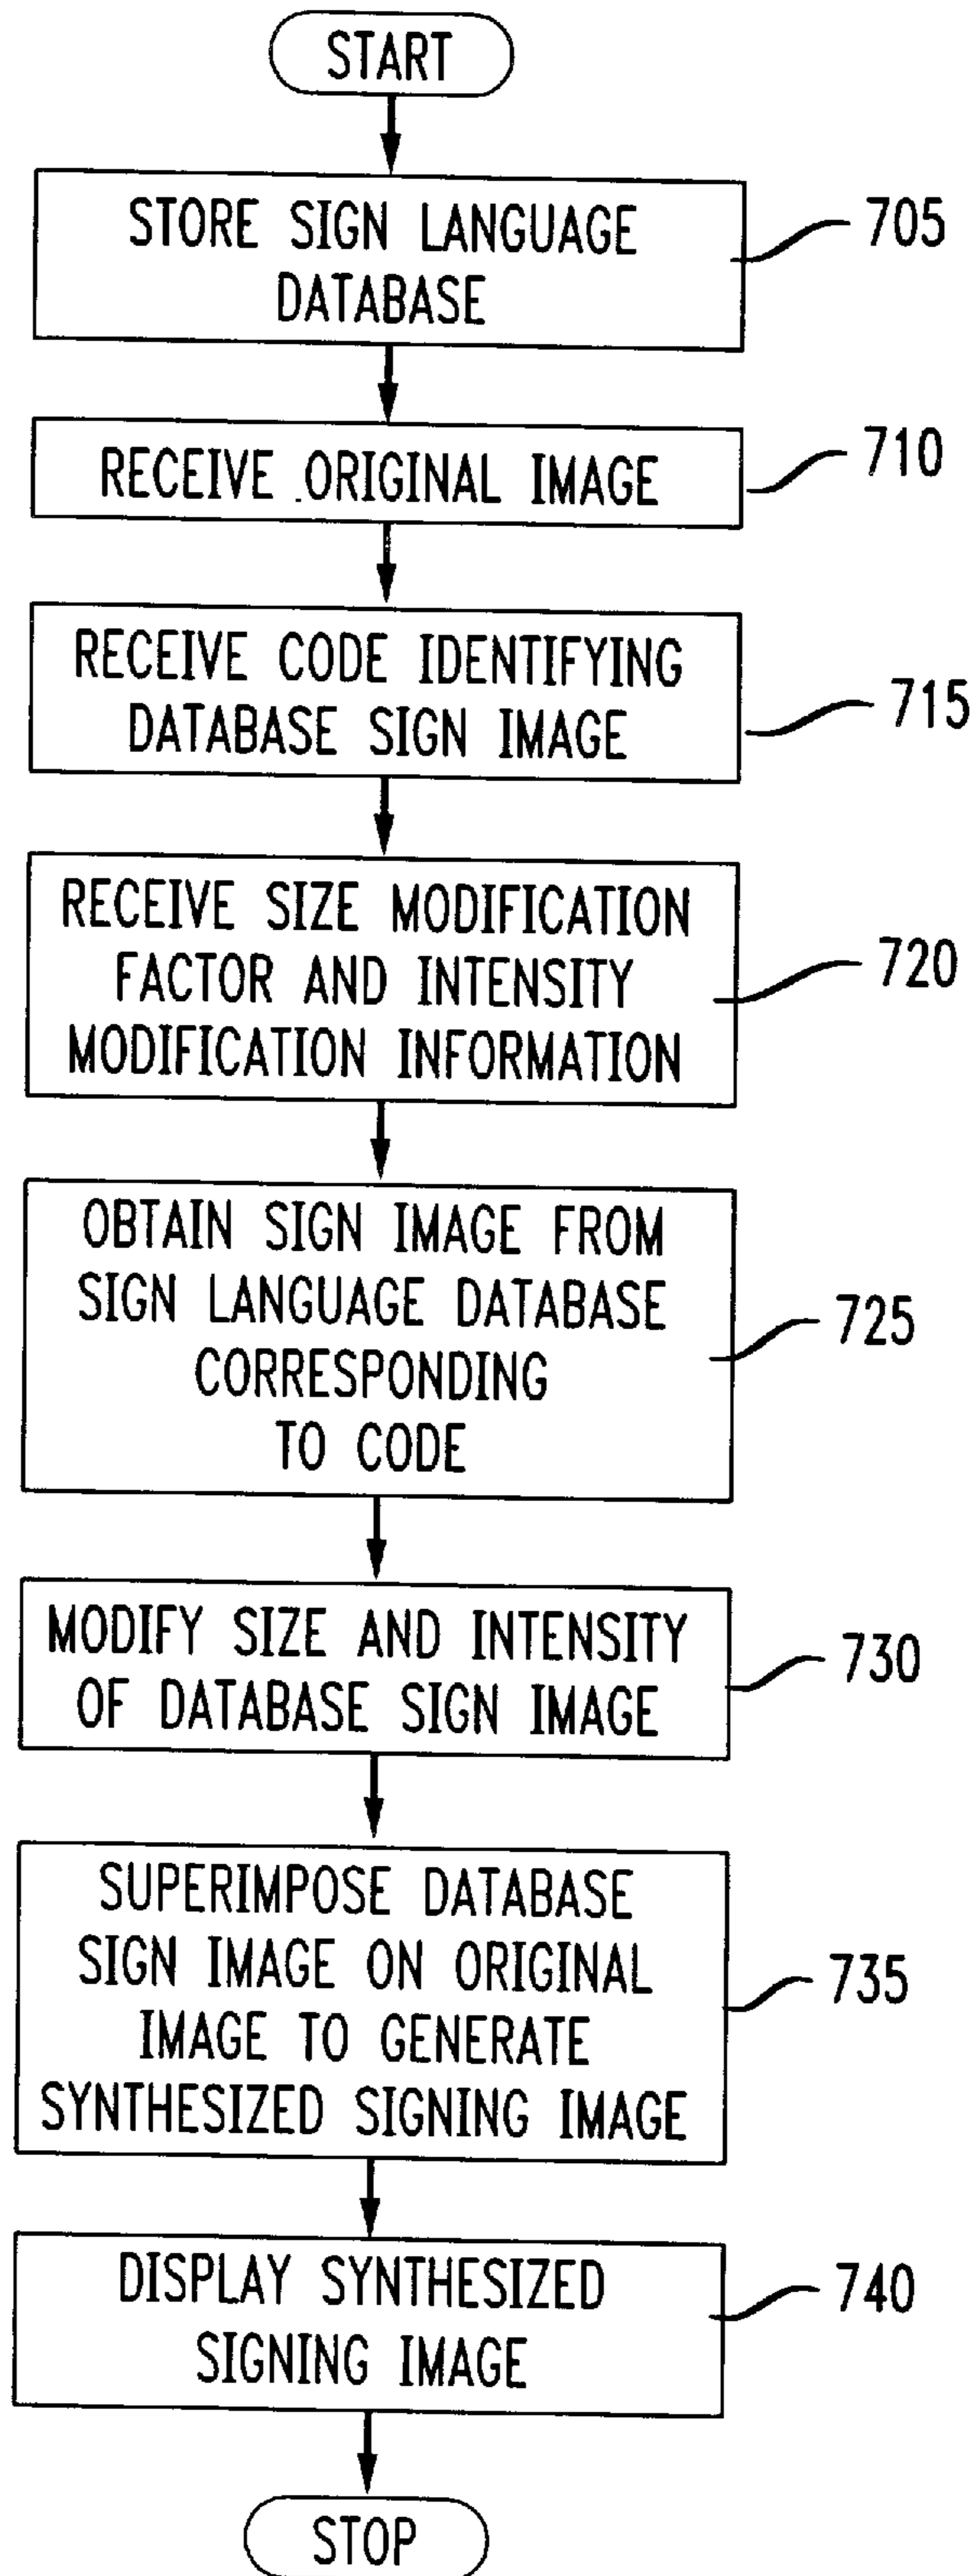 START
STORE SIGN LANGUAGE
DATABASE
705
RECEIVE ORIGINAL IMAGE
710
RECEIVE CODE IDENTIFYING
DATABASE SIGN IMAGE
715
RECEIVE SIZE MODIFICATION
FACTOR AND INTENSITY
MODIFICATION INFORMATION
720
OBTAIN SIGN IMAGE FROM
SIGN LANGUAGE DATABASE
CORRESPONDING
TO CODE
725
MODIFY SIZE AND INTENSITY
OF DATABASE SIGN IMAGE
730
SUPERIMPOSE DATABASE
SIGN IMAGE ON ORIGINAL
IMAGE TO GENERATE
SYNTHESIZED SIGNING IMAGE
735
DISPLAY SYNTHESIZED
SIGNING IMAGE
740
STOP